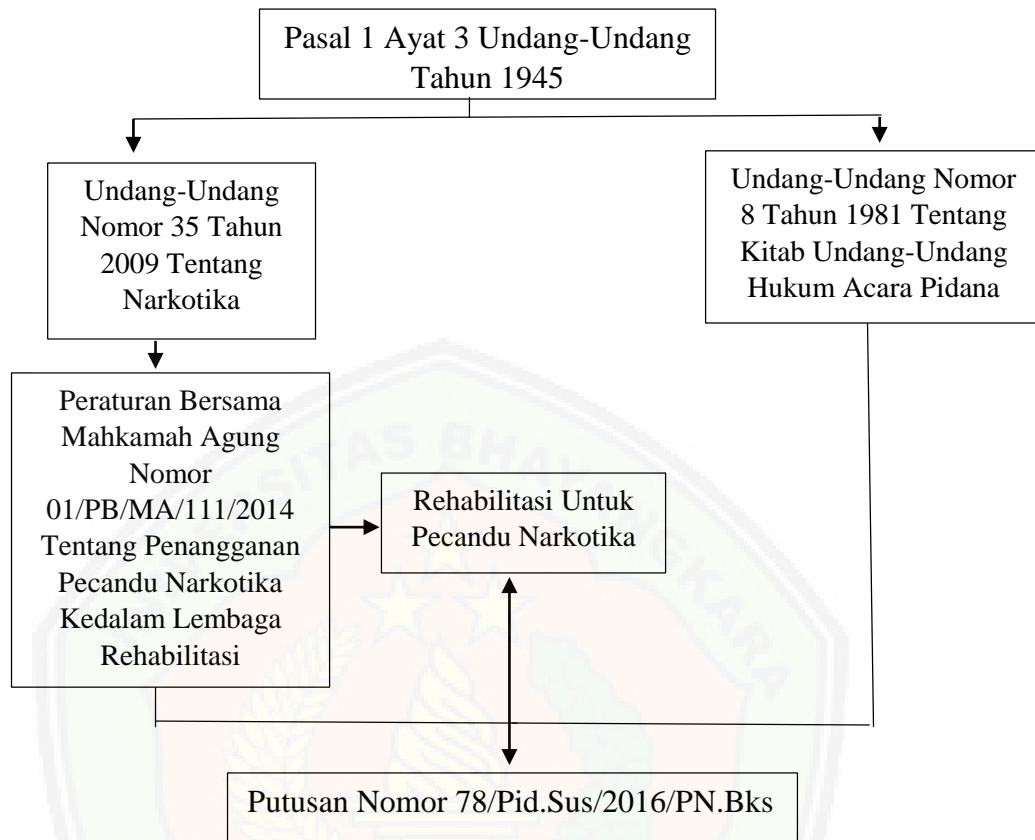 Pasal 1 Ayat 3 Undang-Undang
Tahun 1945
Undang-Undang
Nomor 35 Tahun
2009 Tentang
Narkotika
Undang-Undang Nomor
8 Tahun 1981 Tentang
Kitab Undang-Undang
Hukum Acara Pidana
Peraturan Bersama
Mahkamah Agung
Nomor
01/PB/MA/111/2014
Tentang Penangganan
Pecandu Narkotika
Kedalam Lembaga
Rehabilitasi
Rehabilitasi Untuk
Pecandu Narkotika
Putusan Nomor 78/Pid.Sus/2016/PN.Bks